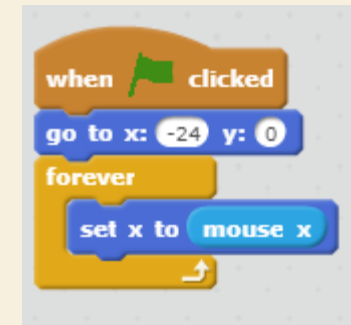 when clicked
go to x: -24 y: 0
forever
set x to mouse x